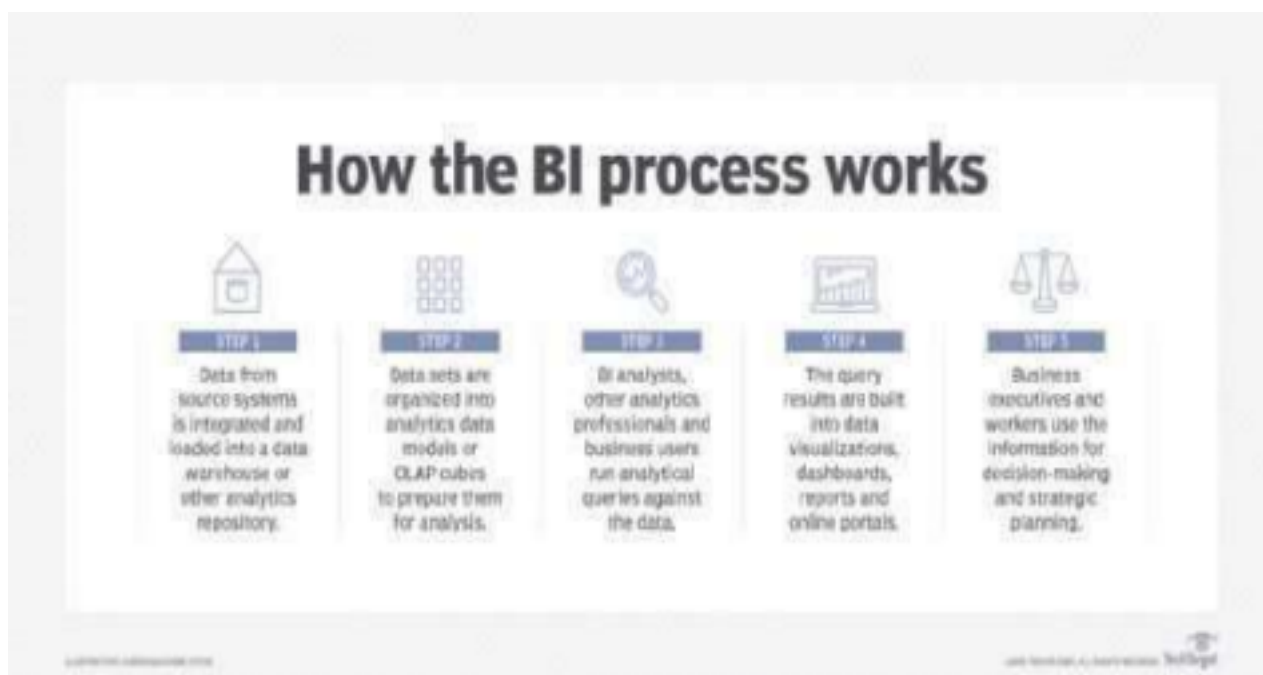 How the BI process works
STEP 1
Data from
source systems
is integrated and
loaded into a data
warehouse or
other analytics
repository.
STEP 2
Data sets are
organized into
analytics data
models or
OLAP cubes
to prepare them
for analysis.
STEP 3
BI analysts,
other analytics
professionals and
business users
run analytical
queries against
the data.
STEP 4
The query
results are built
into data
visualizations,
dashboards,
reports and
online portals.
STEP 5
Business
executives and
workers use the
information for
decision-making
and strategic
planning.
TechTarget